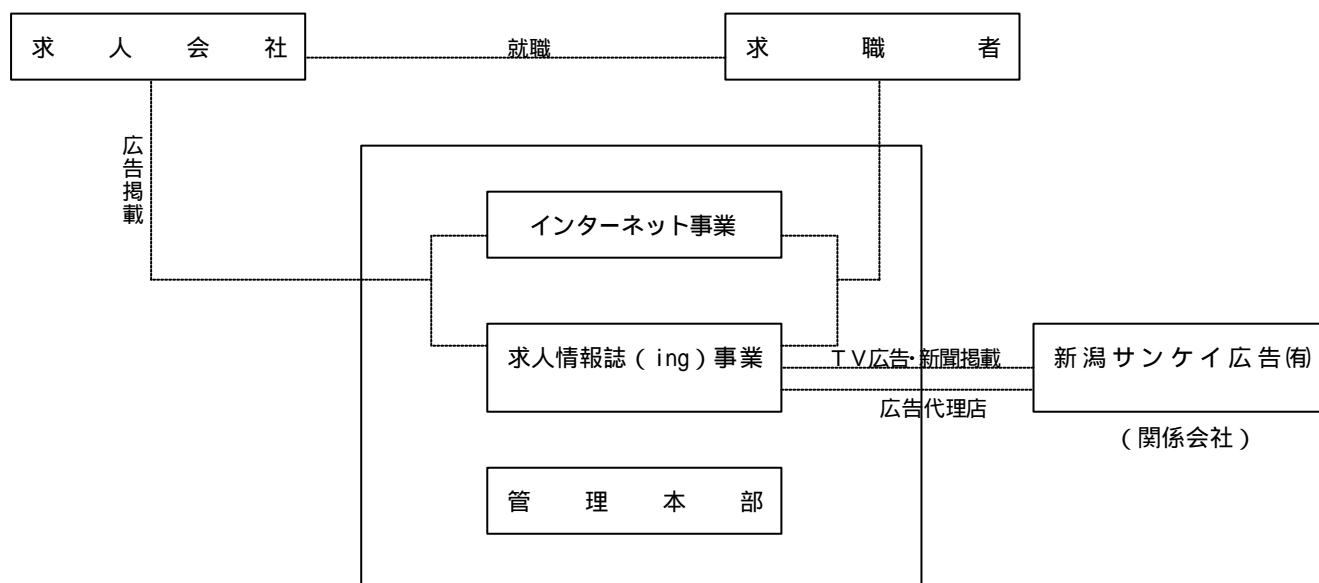 求人会社
就職
求職者
広告掲載
インターネット事業
求人情報誌(ing)事業
TV広告・新聞掲載
広告代理店
新潟サンケイ広告㈲
(関係会社)
管理本部